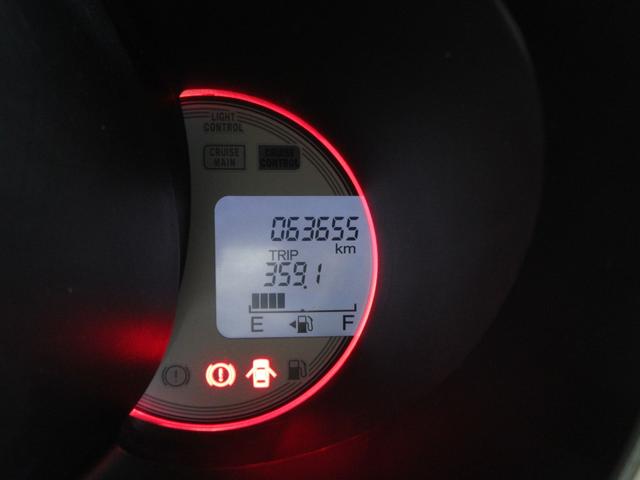 LIGHT
CONTROL
CRUISE
MAIN
CRUISE
CONTROL
063655
km
TRIP
359.1
E F